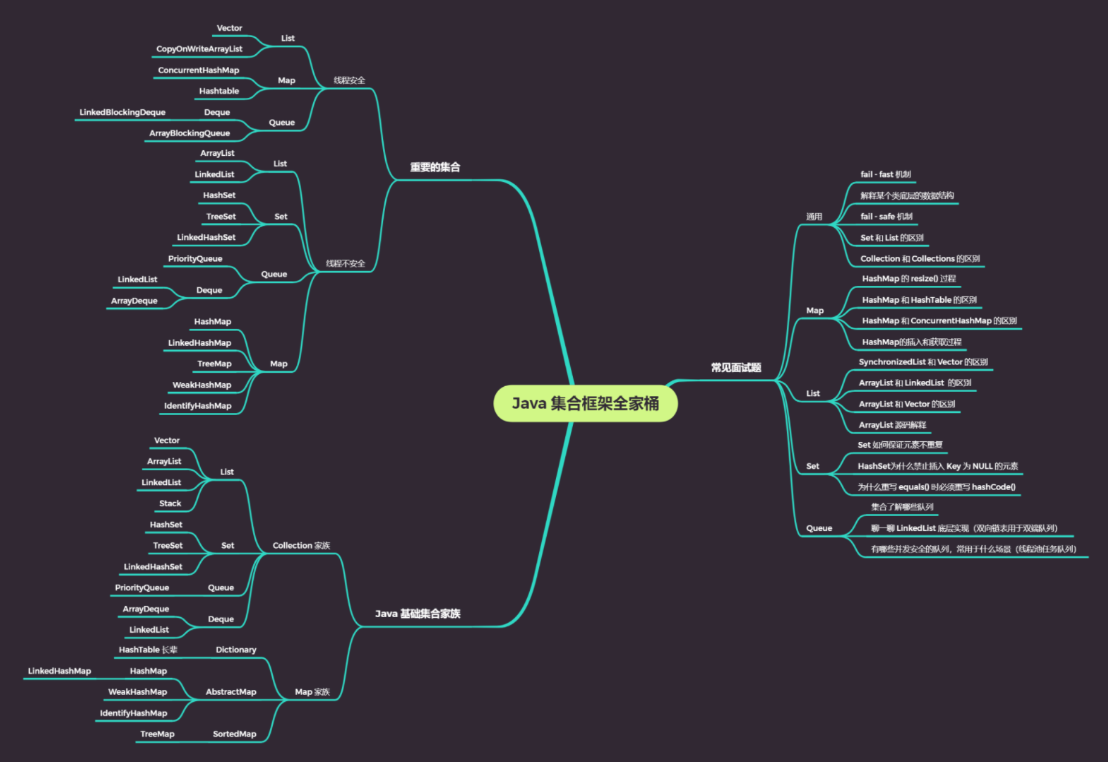 Java 集合框架全家桶
重要的集合
线程安全
List
Vector
CopyOnWriteArrayList
Map
ConcurrentHashMap
Hashtable
Queue
Deque
LinkedBlockingDeque
ArrayBlockingQueue
线程不安全
List
ArrayList
LinkedList
Set
HashSet
TreeSet
LinkedHashSet
Queue
PriorityQueue
Deque
LinkedList
ArrayDeque
Map
HashMap
LinkedHashMap
TreeMap
WeakHashMap
IdentifyHashMap
Java 基础集合家族
Collection 家族
List
Vector
ArrayList
LinkedList
Stack
Set
HashSet
TreeSet
LinkedHashSet
Queue
PriorityQueue
Deque
ArrayDeque
LinkedList
Map 家族
Dictionary
HashTable 长辈
AbstractMap
HashMap
LinkedHashMap
WeakHashMap
IdentifyHashMap
SortedMap
TreeMap
常见面试题
通用
fail - fast 机制
解释某个类底层的数据结构
fail - safe 机制
Set 和 List 的区别
Collection 和 Collections 的区别
Map
HashMap 的 resize() 过程
HashMap 和 HashTable 的区别
HashMap 和 ConcurrentHashMap 的区别
HashMap的插入和获取过程
List
SynchronizedList 和 Vector 的区别
ArrayList 和 LinkedList 的区别
ArrayList 和 Vector 的区别
ArrayList 源码解释
Set
Set 如何保证元素不重复
HashSet为什么禁止插入 Key 为 NULL 的元素
为什么重写 equals() 时必须重写 hashCode()
Queue
集合了解哪些队列
聊一聊 LinkedList 底层实现（双向链表用于双端队列）
有哪些并发安全的队列，常用于什么场景（线程池任务队列）